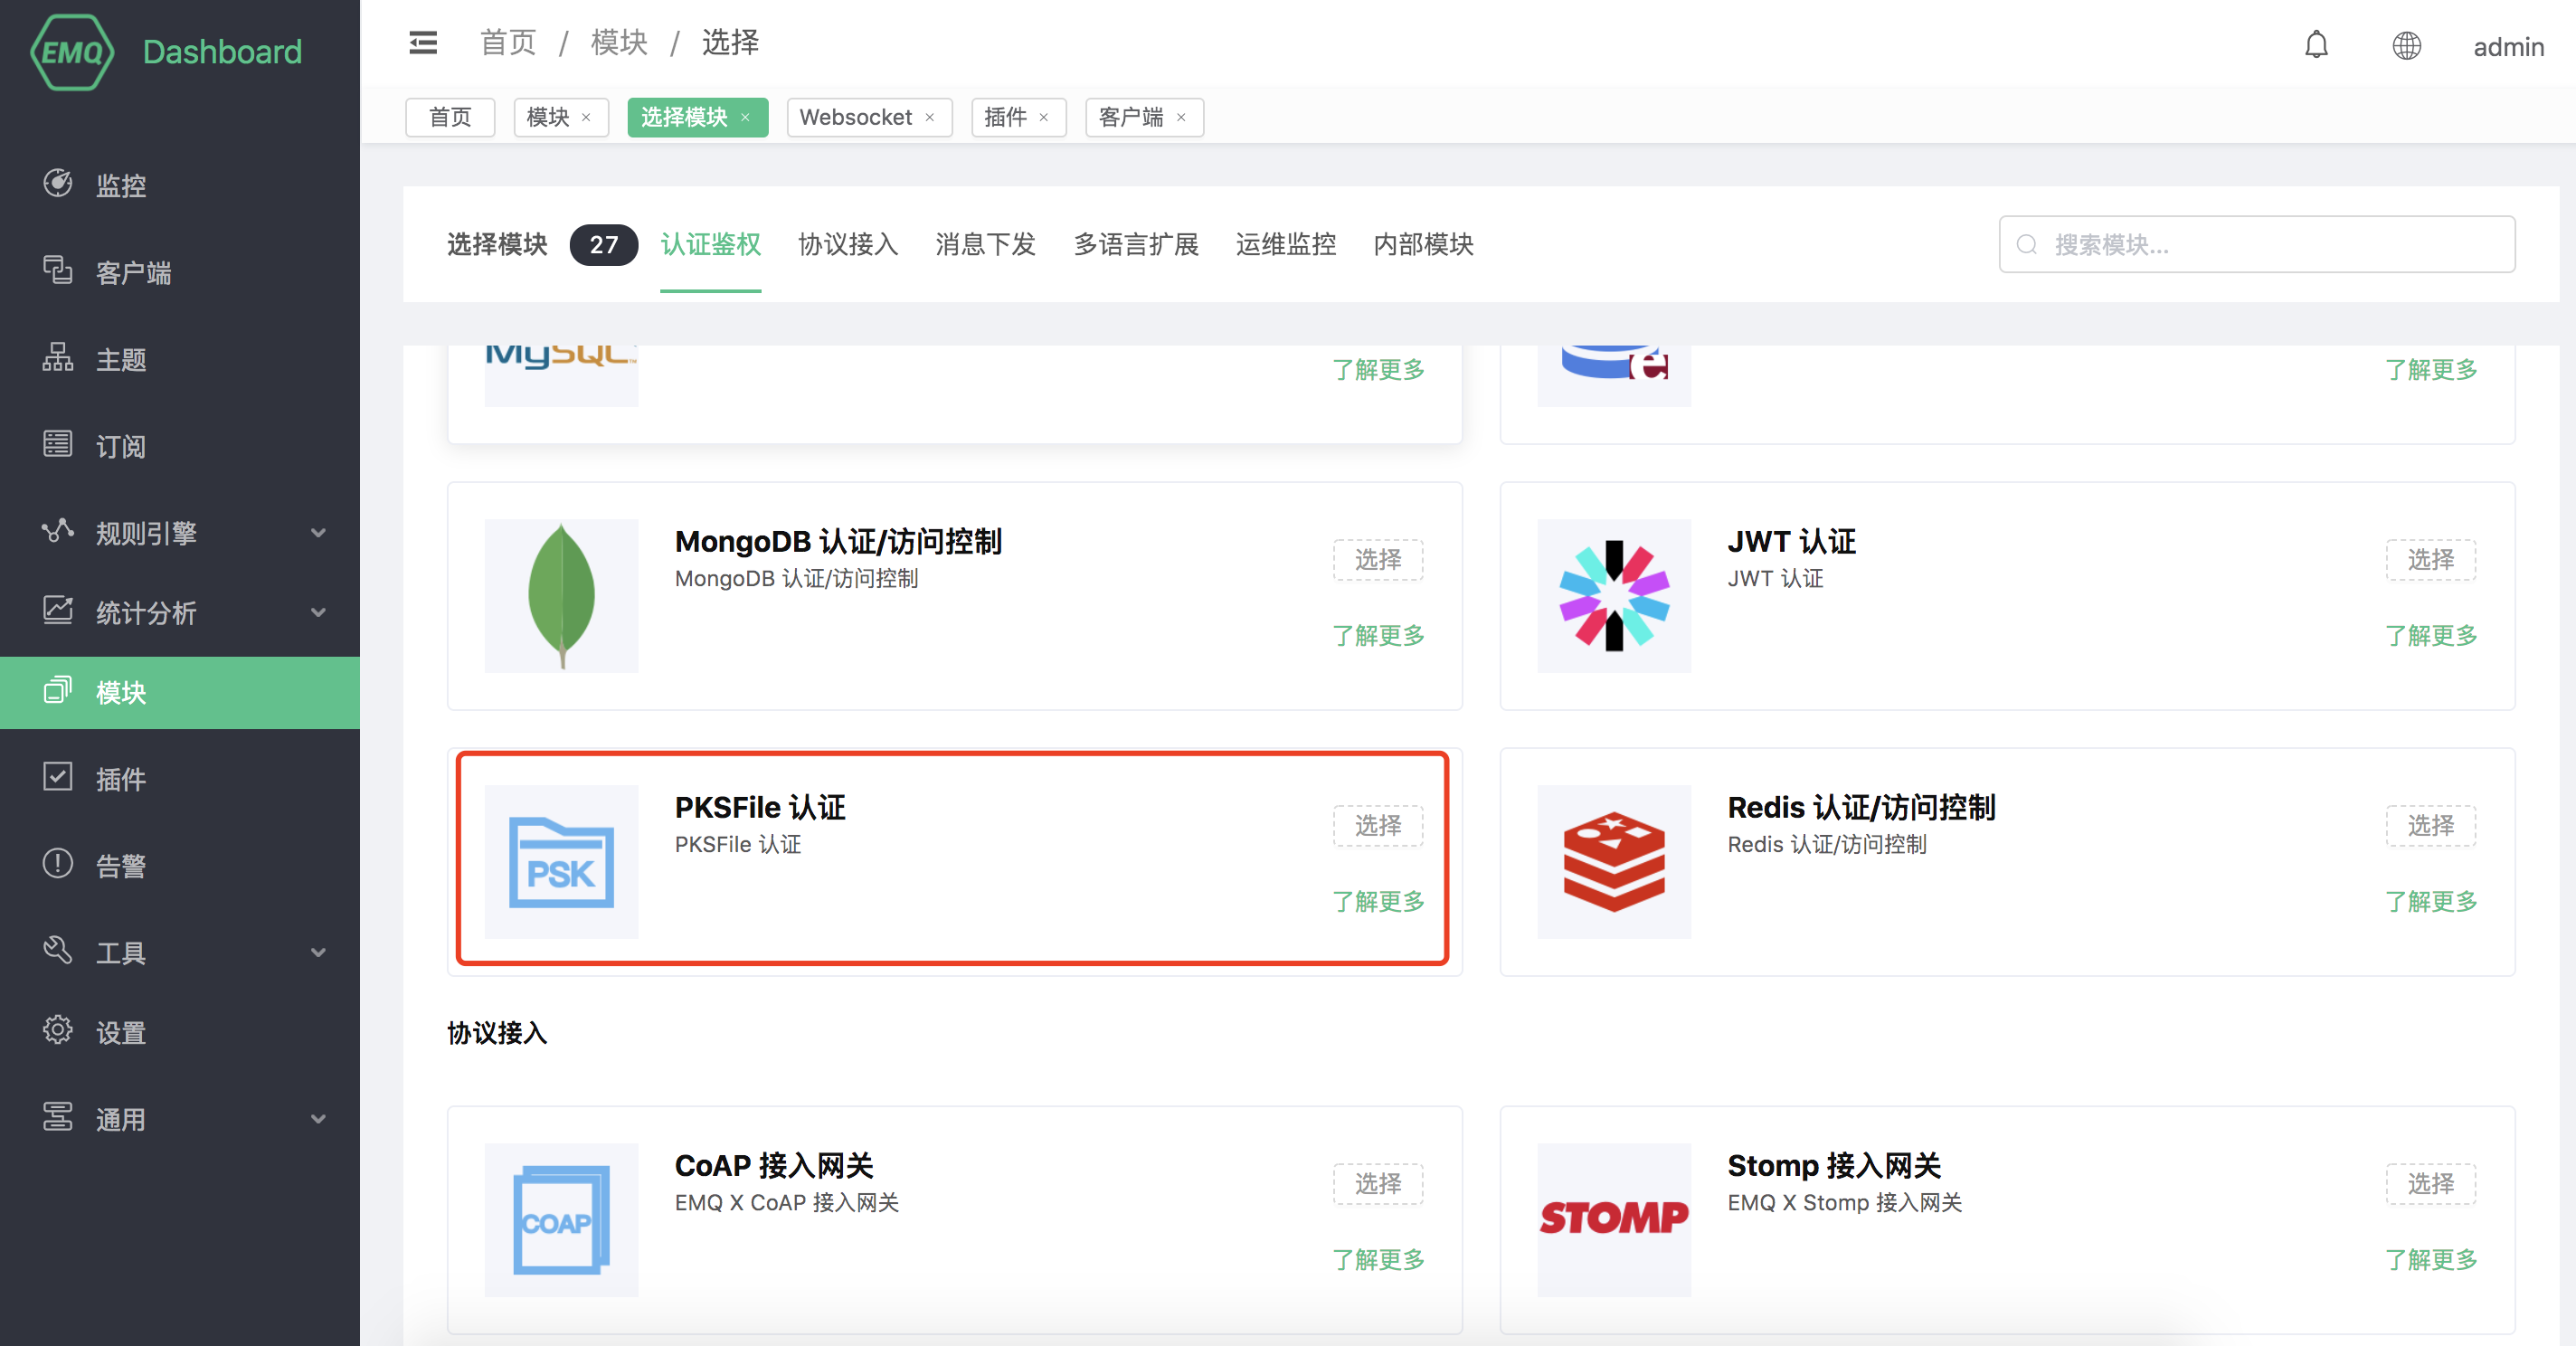 EMQ Dashboard
首页 / 模块 / 选择
admin
首页 模块 × 选择模块 × Websocket × 插件 × 客户端 ×
监控
客户端
主题
订阅
规则引擎
统计分析
模块
插件
告警
工具
设置
通用
选择模块 27 认证鉴权 协议接入 消息下发 多语言扩展 运维监控 内部模块
搜索模块...
MySQL
了解更多
e
了解更多
MongoDB 认证/访问控制
MongoDB 认证/访问控制
选择
了解更多
JWT 认证
JWT 认证
选择
了解更多
PSK
PKSFile 认证
PKSFile 认证
选择
了解更多
Redis 认证/访问控制
Redis 认证/访问控制
选择
了解更多
协议接入
COAP
CoAP 接入网关
EMQ X CoAP 接入网关
选择
了解更多
STOMP
Stomp 接入网关
EMQ X Stomp 接入网关
选择
了解更多